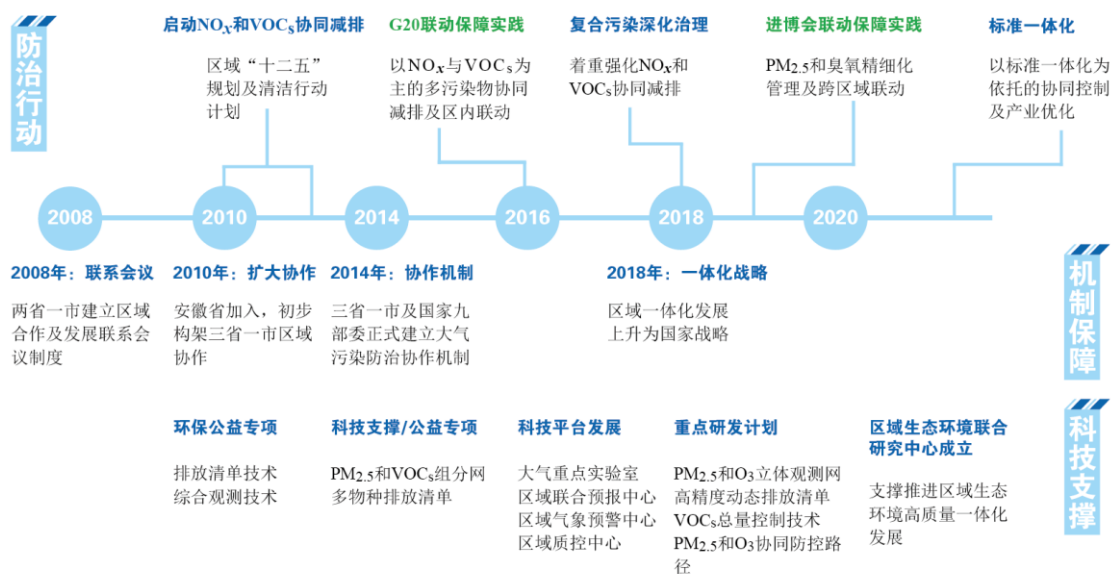 防治行动
启动NOx和VOCs协同减排
区域“十二五”
规划及清洁行动
计划
G20联动保障实践
以NOx与VOCs为
主的多污染物协同
减排及区内联动
复合污染深化治理
着重强化NOx和
VOCs协同减排
进博会联动保障实践
PM2.5和臭氧精细化
管理及跨区域联动
标准一体化
以标准一体化为
依托的协同控制
及产业优化
2008
2010
2014
2016
2018
2020
机制保障
2008年：联系会议
两省一市建立区域
合作及发展联系会
议制度
2010年：扩大协作
安徽省加入，初步
构架三省一市区域
协作
2014年：协作机制
三省一市及国家九
部委正式建立大气
污染防治协作机制
2018年：一体化战略
区域一体化发展
上升为国家战略
科技支撑
环保公益专项
排放清单技术
综合观测技术
科技支撑/公益专项
PM2.5和VOCs组分网
多物种排放清单
科技平台发展
大气重点实验室
区域联合预报中心
区域气象预警中心
区域质控中心
重点研发计划
PM2.5和O3立体观测网
高精度动态排放清单
VOCs总量控制技术
PM2.5和O3协同防控路
径
区域生态环境联合
研究中心成立
支撑推进区域生态
环境高质量一体化
发展